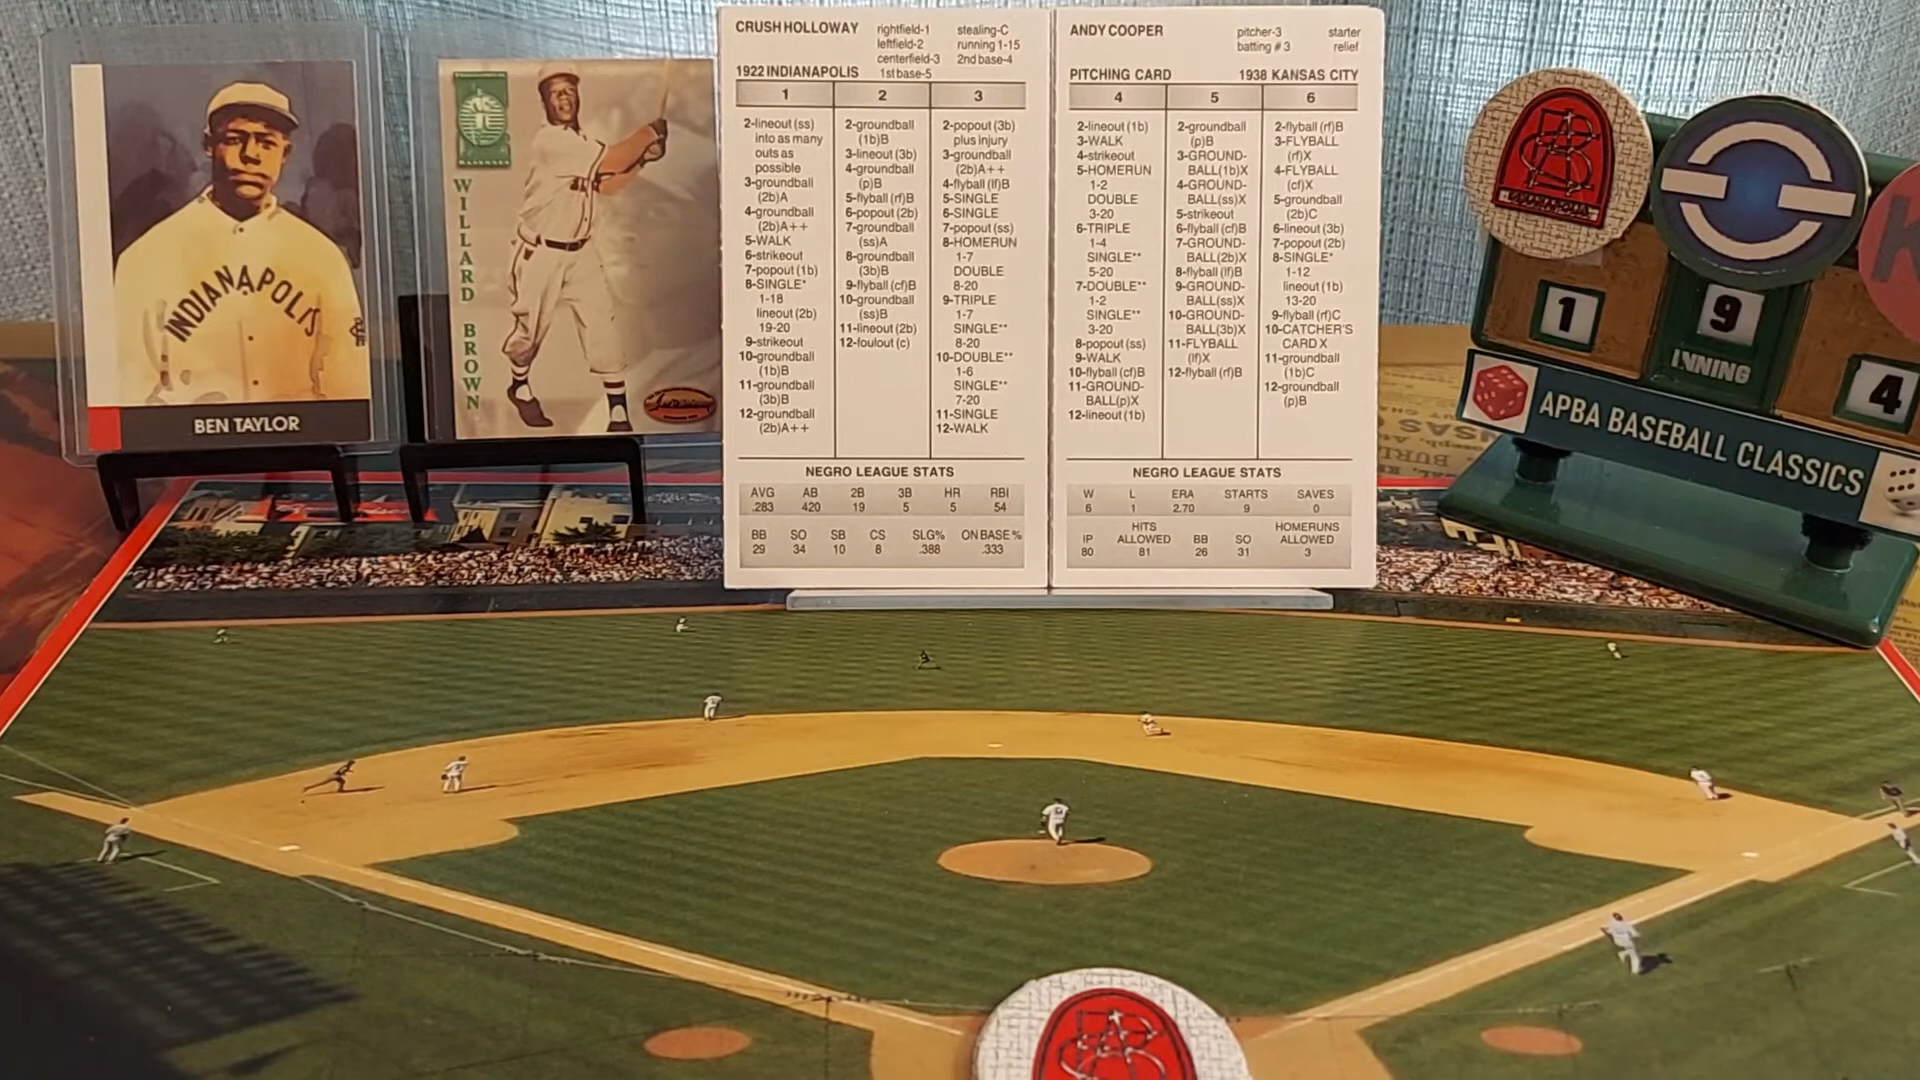 INDIANAPOLIS
BEN TAYLOR
WILLARD BROWN
CRUSH HOLLOWAY
1922 INDIANAPOLIS
rightfield-1
leftfield-2
centerfield-3
1st base-5
stealing-C
running 1-15
2nd base-4
1
2-lineout (ss)
into as many
outs as
possible
3-groundball
(2b)A
4-groundball
(2b)A++
5-WALK
6-strikeout
7-popout (1b)
8-SINGLE*
1-18
lineout (2b)
19-20
9-strikeout
10-groundball
(1b)B
11-groundball
(3b)B
12-groundball
(2b)A++
2
2-groundball
(1b)B
3-lineout (3b)
4-groundball
(p)B
5-flyball (rf)B
6-popout (2b)
7-groundball
(ss)A
8-groundball
(3b)B
9-flyball (cf)B
10-groundball
(ss)B
11-lineout (2b)
12-foulout (c)
3
2-popout (3b)
plus injury
3-groundball
(2b)A++
4-flyball (lf)B
5-SINGLE
6-SINGLE
7-popout (ss)
8-HOMERUN
1-7
DOUBLE
8-20
9-TRIPLE
1-7
SINGLE**
8-20
10-DOUBLE**
1-6
SINGLE**
7-20
11-SINGLE
12-WALK
NEGRO LEAGUE STATS
AVG AB 2B 3B HR RBI
.283 420 19 5 5 54
BB SO SB CS SLG% ON BASE %
29 34 10 8 .388 .333
ANDY COOPER
pitcher-3
batting # 3
starter
relief
PITCHING CARD
1938 KANSAS CITY
4
2-lineout (1b)
3-WALK
4-strikeout
5-HOMERUN
1-2
DOUBLE
3-20
6-TRIPLE
1-4
SINGLE**
5-20
7-DOUBLE**
1-2
SINGLE**
3-20
8-popout (ss)
9-WALK
10-flyball (cf)B
11-GROUND-
BALL(p)X
12-lineout (1b)
5
2-groundball
(p)B
3-GROUND-
BALL(1b)X
4-GROUND-
BALL(ss)X
5-strikeout
6-flyball (cf)B
7-GROUND-
BALL(2b)X
8-flyball (lf)B
9-GROUND-
BALL(ss)X
10-GROUND-
BALL(3b)X
11-FLYBALL
(lf)X
12-flyball (rf)B
6
2-flyball (rf)B
3-FLYBALL
(rf)X
4-FLYBALL
(cf)X
5-groundball
(2b)C
6-lineout (3b)
7-popout (2b)
8-SINGLE*
1-12
lineout (1b)
13-20
9-flyball (rf)C
10-CATCHER'S
CARD X
11-groundball
(1b)C
12-groundball
(p)B
NEGRO LEAGUE STATS
W L ERA STARTS SAVES
6 1 2.70 9 0
IP HITS ALLOWED BB SO HOMERUNS ALLOWED
80 81 26 31 3
K
1
9
INNING
4
APBA BASEBALL CLASSICS